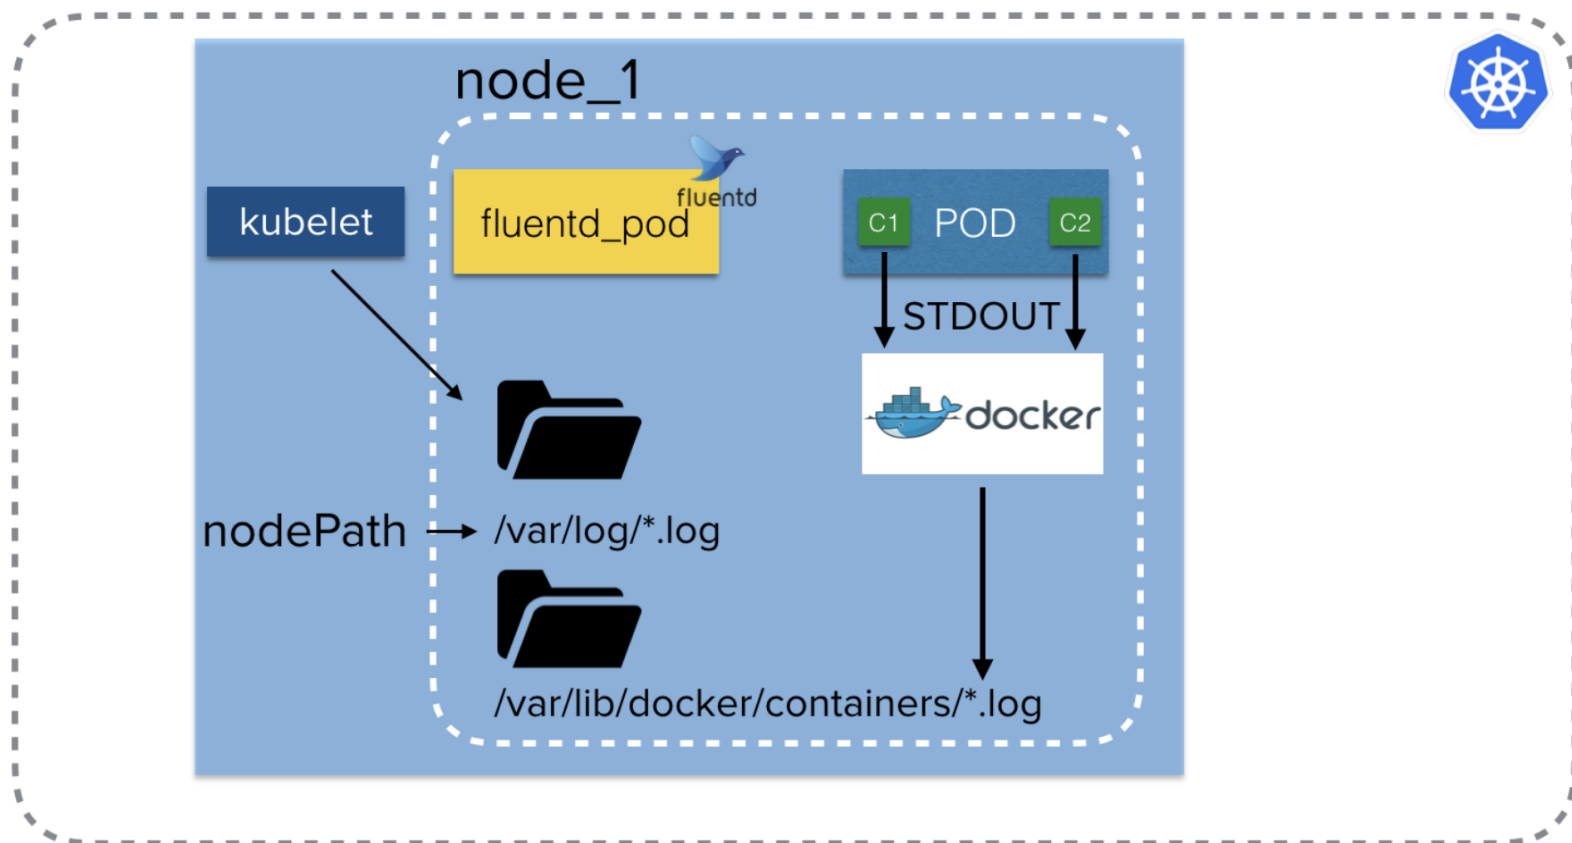 node_1
kubelet
fluentd_pod
fluentd
C1
POD
C2
STDOUT
docker
nodePath
/var/log/*.log
/var/lib/docker/containers/*.log